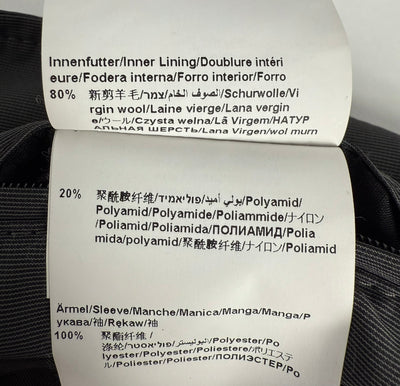 Innenfutter/Inner Lining/Doublure intéri
eure/Fodera interna/Forro interior/Forro
80% 新剪羊毛/الصوف الخام/צמר/Schurwolle/Vi
rgin wool/Laine vierge/Lana vergin
e/ウール/Czysta wełna/Lã Virgem/НАТУР
АЛЬНАЯ ШЕРСТЬ/Lana Virgen/wol murn
20% 聚酰胺纤维/يولي أميد/פוליאמיד/Polyamid/
Polyamid/Polyamide/Poliammide/ナイロン
/Poliamid/Poliamida/ПОЛИАМИД/Polia
mida/polyamid/聚酰胺纤维/ナイロン/Poliamid
Ärmel/Sleeve/Manche/Manica/Manga/Manga/Р
укава/袖/Rękaw/袖
100% 聚酯纤维/
涤纶/بوليستر/פוליאסטר/Polyester/Po
lyester/Polyester/Poliestere/ポリエステ
ル/Poliester/Poliéster/ПОЛИЭСТЕР/Po